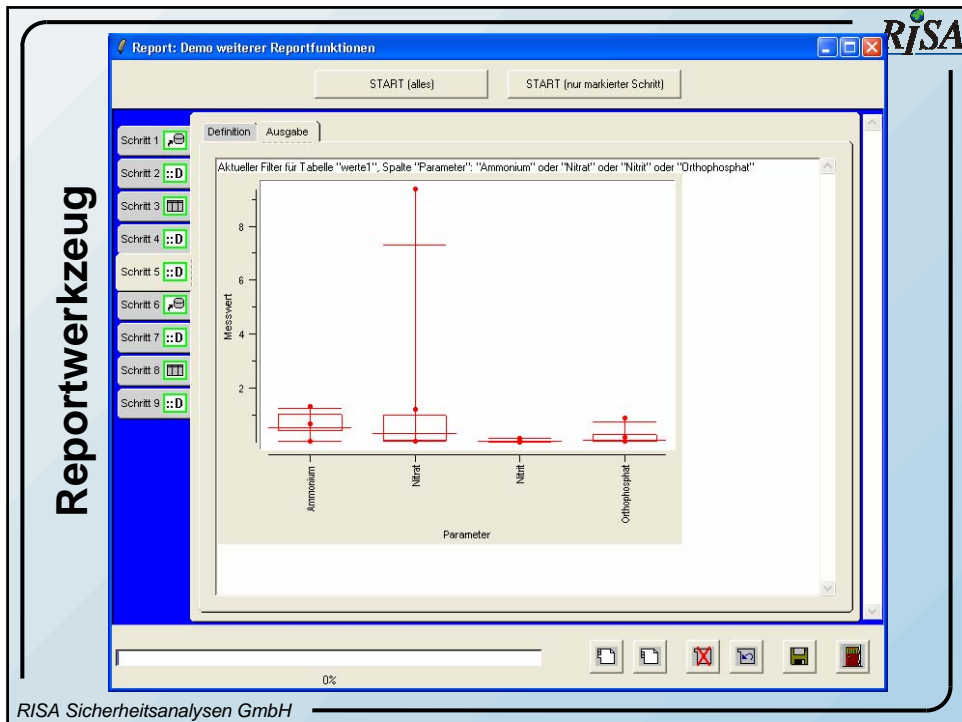 RISA
Report: Demo weiterer Reportfunktionen
START (alles)
START (nur markierter Schritt)
Reportwerkzeug
Schritt 1
Schritt 2 ::D
Schritt 3
Schritt 4 ::D
Schritt 5 ::D
Schritt 6
Schritt 7 ::D
Schritt 8
Schritt 9 ::D
Definition
Ausgabe
Aktueller Filter für Tabelle "werte1", Spalte "Parameter": "Ammonium" oder "Nitrat" oder "Nitrit" oder "Orthophosphat"
Messwert
8
6
4
2
Ammonium
Nitrat
Nitrit
Orthophosphat
Parameter
0%
RISA Sicherheitsanalysen GmbH